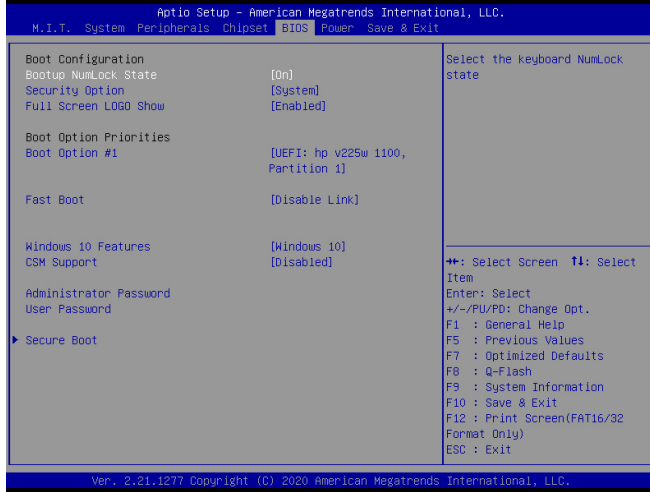 Aptio Setup – American Megatrends International, LLC.
M.I.T. System Peripherals Chipset BIOS Power Save & Exit
Boot Configuration
Bootup NumLock State [On]
Security Option [System]
Full Screen LOGO Show [Enabled]
Boot Option Priorities
Boot Option #1 [UEFI: hp v225w 1100,
Partition 1]
Fast Boot [Disable Link]
Windows 10 Features [Windows 10]
CSM Support [Disabled]
Administrator Password
User Password
Secure Boot
Select the keyboard NumLock
state
→←: Select Screen ↑↓: Select
Item
Enter: Select
+/-/PU/PD: Change Opt.
F1 : General Help
F5 : Previous Values
F7 : Optimized Defaults
F8 : Q-Flash
F9 : System Information
F10 : Save & Exit
F12 : Print Screen(FAT16/32
Format Only)
ESC : Exit
Ver. 2.21.1277 Copyright (C) 2020 American Megatrends International, LLC.